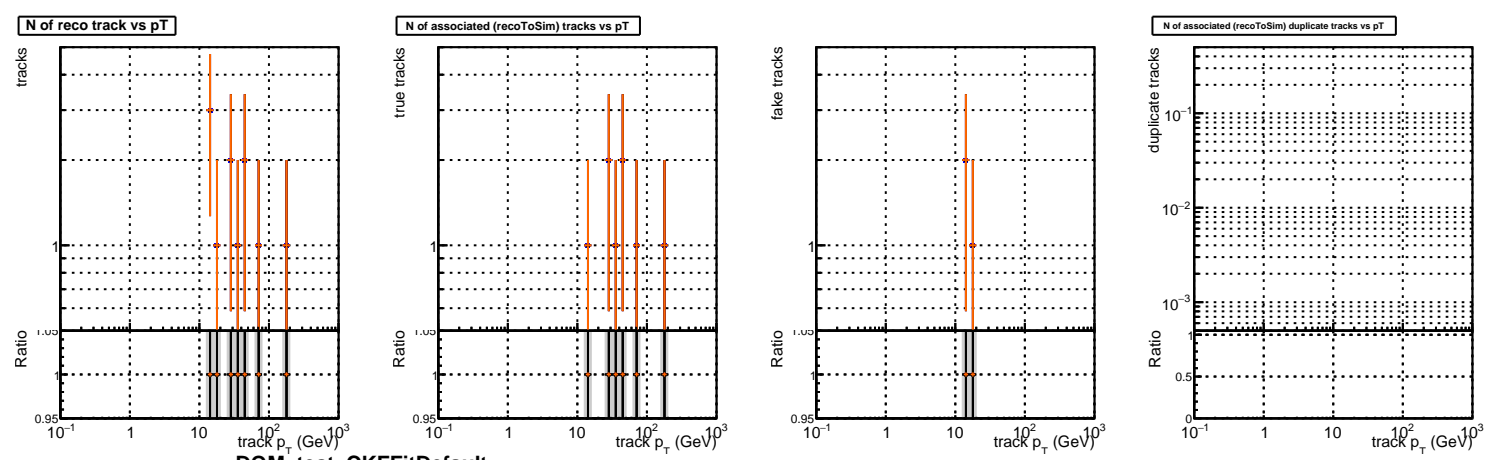 N of reco track vs pT
N of associated (recoToSim) tracks vs pT
N of associated (recoToSim) duplicate tracks vs pT
tracks
1
Ratio
1.05
1
0.95
10⁻¹ 1 10 10² 10³
track p_T (GeV)
true tracks
1
Ratio
1.05
1
0.95
10⁻¹ 1 10 10² 10³
track p_T (GeV)
fake tracks
1
Ratio
1.05
1
0.95
10⁻¹ 1 10 10² 10³
track p_T (GeV)
duplicate tracks
10⁻¹
10⁻²
10⁻³
Ratio
1
0.5
0
10⁻¹ 1 10 10² 10³
track p_T (GeV)